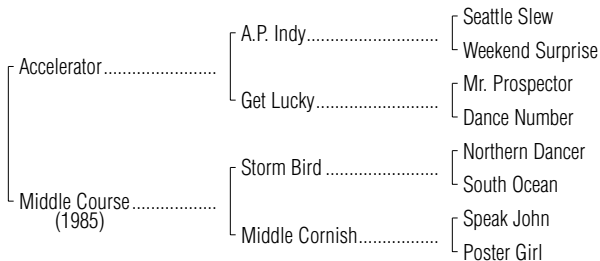 Seattle Slew
A.P. Indy
Weekend Surprise
Accelerator
Mr. Prospector
Get Lucky
Dance Number
Northern Dancer
Storm Bird
South Ocean
Middle Course
(1985)
Speak John
Middle Cornish
Poster Girl